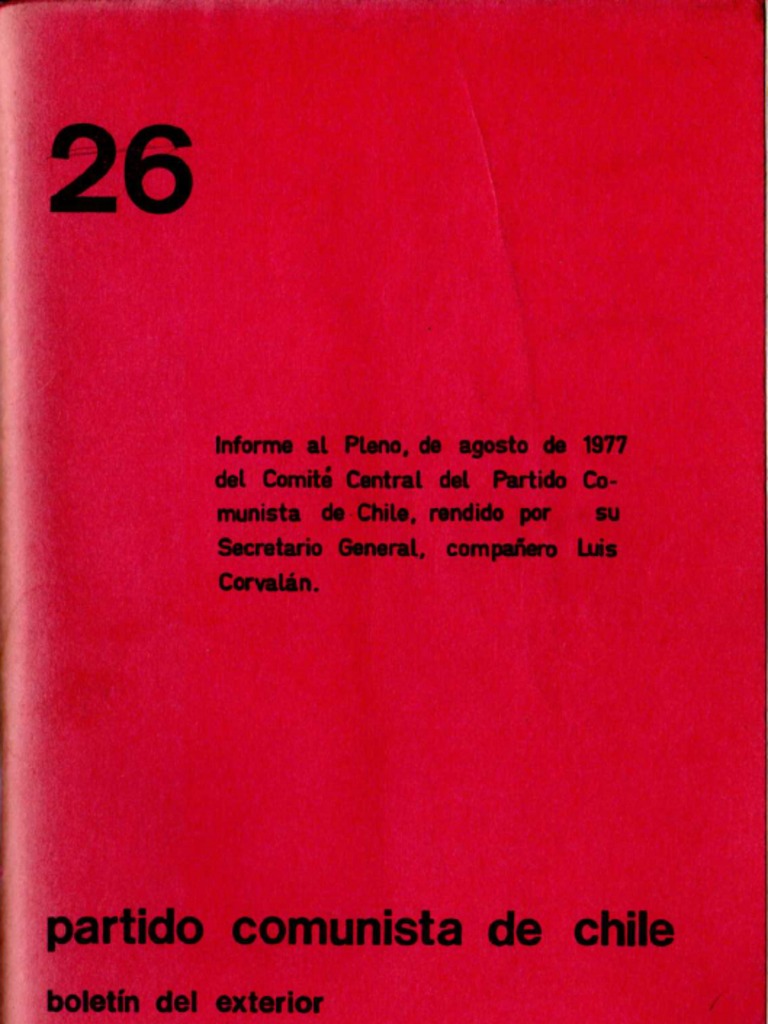 26
Informe al Pleno, de agosto de 1977
del Comité Central del Partido Co-
munista de Chile, rendido por su
Secretario General, compañero Luis
Corvalán.
partido comunista de chile
boletín del exterior